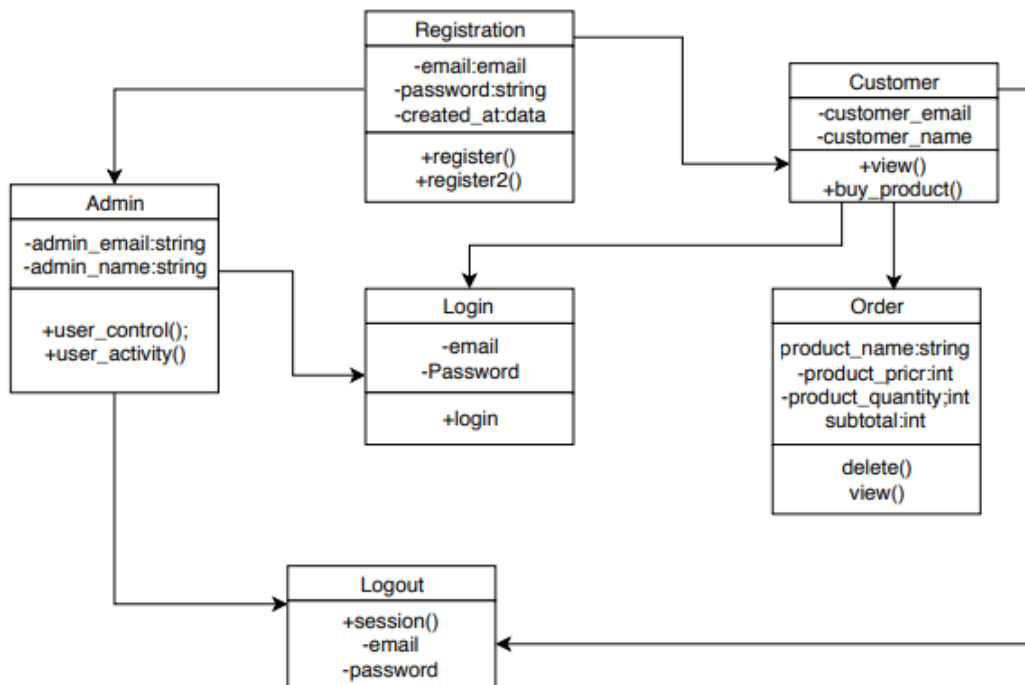 Registration
-email:email
-password:string
-created_at:data
+register()
+register2()
Customer
-customer_email
-customer_name
+view()
+buy_product()
Admin
-admin_email:string
-admin_name:string
+user_control();
+user_activity()
Login
-email
-Password
+login
Order
product_name:string
-product_pricr:int
-product_quantity;int
subtotal:int
delete()
view()
Logout
+session()
-email
-password